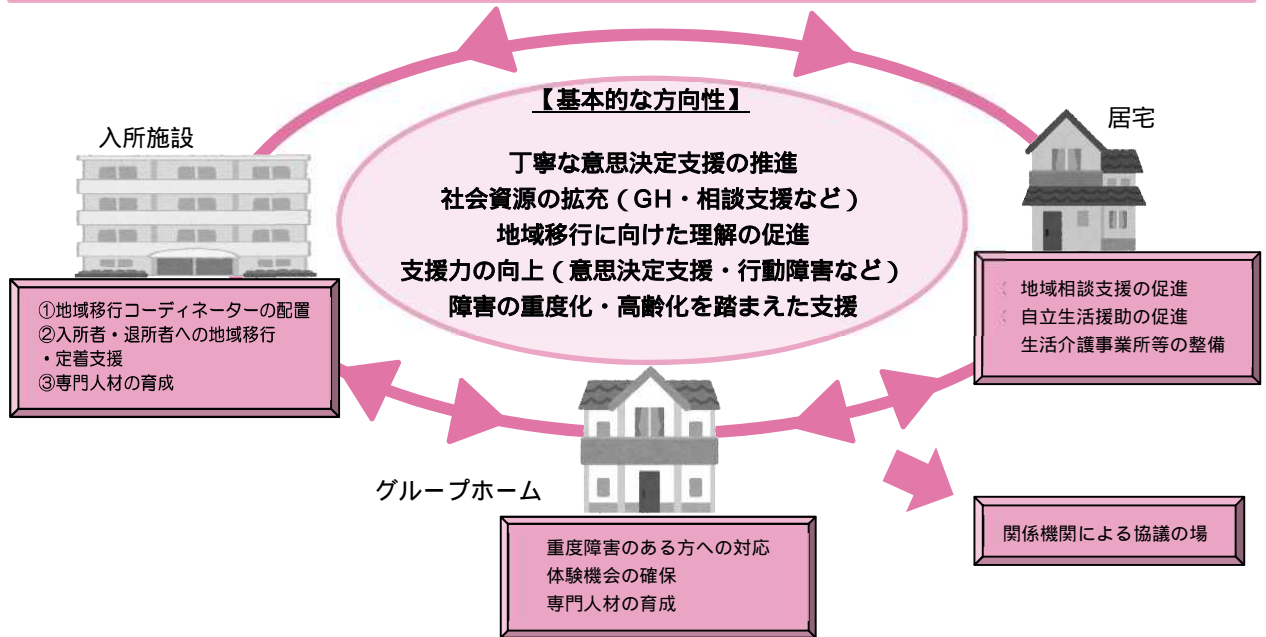 【基本的な方向性】
丁寧な意思決定支援の推進
社会資源の拡充(GH・相談支援など)
地域移行に向けた理解の促進
支援力の向上(意思決定支援・行動障害など)
障害の重度化・高齢化を踏まえた支援
入所施設
①地域移行コーディネーターの配置
②入所者・退所者への地域移行
・定着支援
③専門人材の育成
居宅
地域相談支援の促進
自立生活援助の促進
生活介護事業所等の整備
グループホーム
重度障害のある方への対応
体験機会の確保
専門人材の育成
関係機関による協議の場